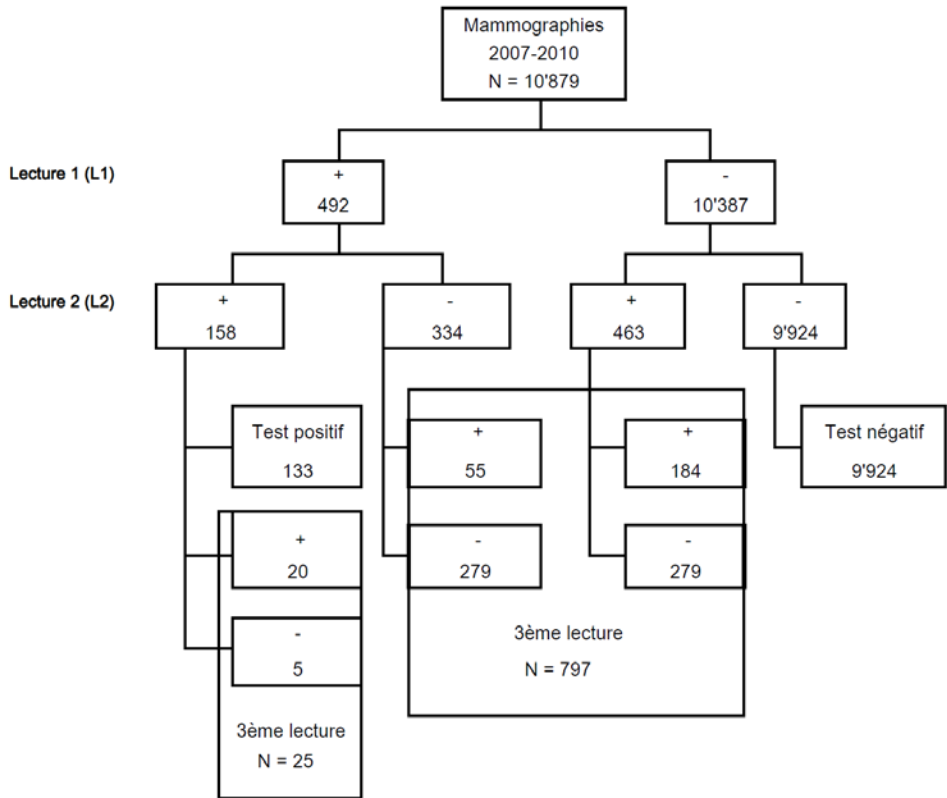 Mammographies
2007-2010
N = 10'879
Lecture 1 (L1)
+
492
-
10'387
Lecture 2 (L2)
+
158
-
334
+
463
-
9'924
Test positif
133
+
55
+
184
Test négatif
9'924
+
20
-
279
-
279
-
5
3ème lecture
N = 797
3ème lecture
N = 25